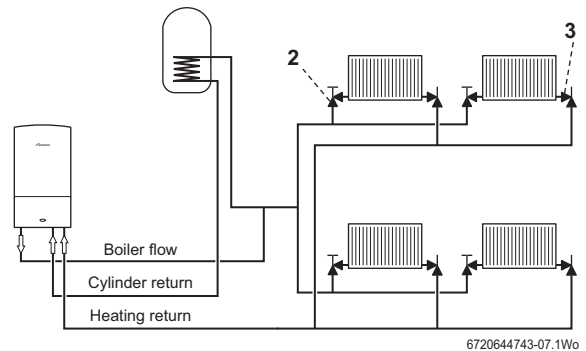 2
3
Boiler flow
Cylinder return
Heating return
6720644743-07.1Wo